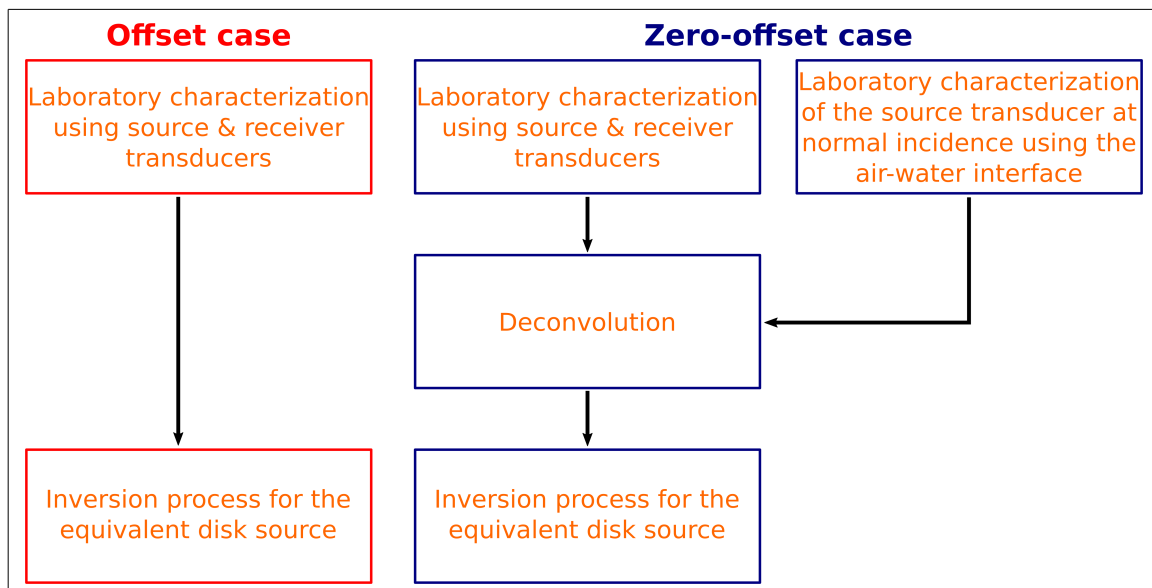 Offset case
Laboratory characterization
using source & receiver
transducers
Inversion process for the
equivalent disk source
Zero-offset case
Laboratory characterization
using source & receiver
transducers
Laboratory characterization
of the source transducer at
normal incidence using the
air-water interface
Deconvolution
Inversion process for the
equivalent disk source